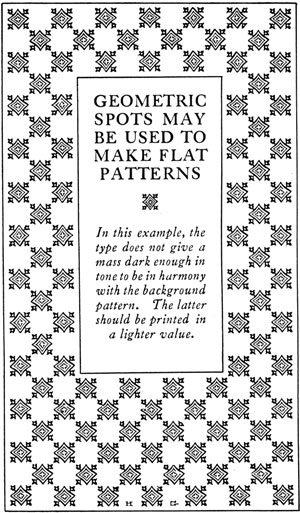 GEOMETRIC
SPOTS MAY
BE USED TO
MAKE FLAT
PATTERNS
In this example, the
type does not give a
mass dark enough in
tone to be in harmony
with the background
pattern. The latter
should be printed in
a lighter value.